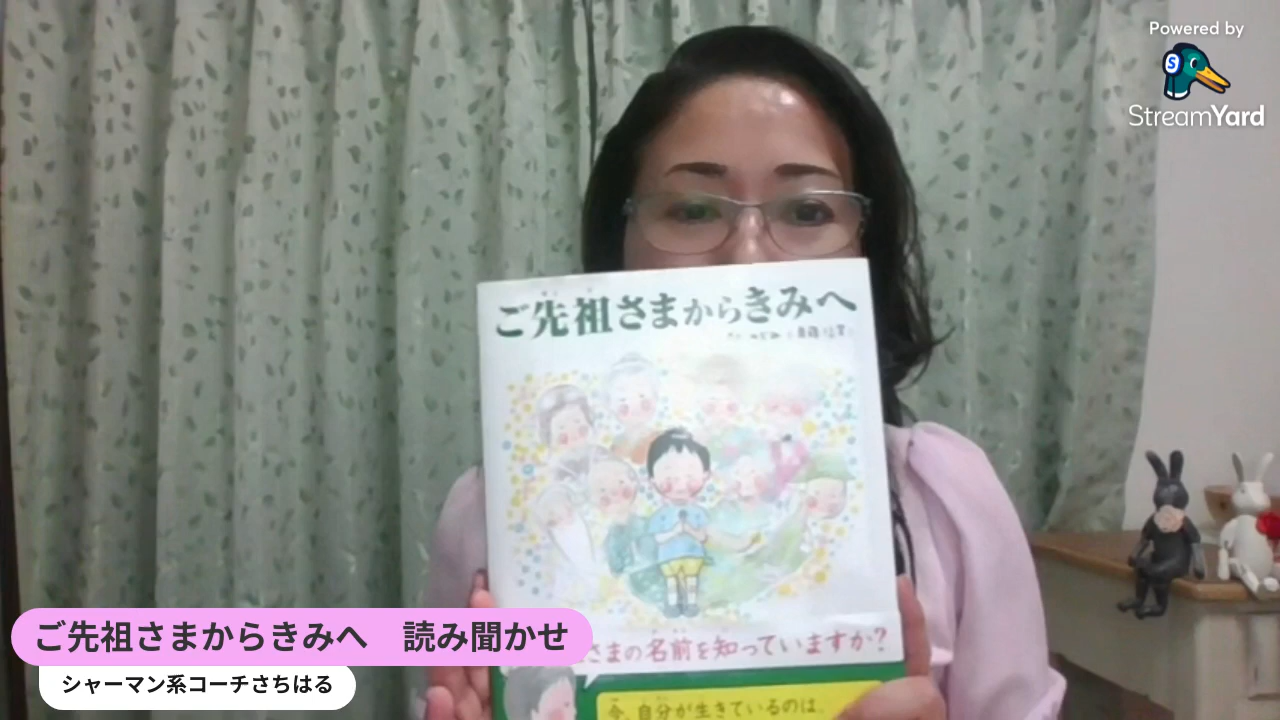 Powered by
StreamYard
ご先祖さまからきみへ
さまの名前を知っていますか?
今、自分が生きているのは、
ご先祖さまからきみへ 読み聞かせ
シャーマン系コーチさちはる